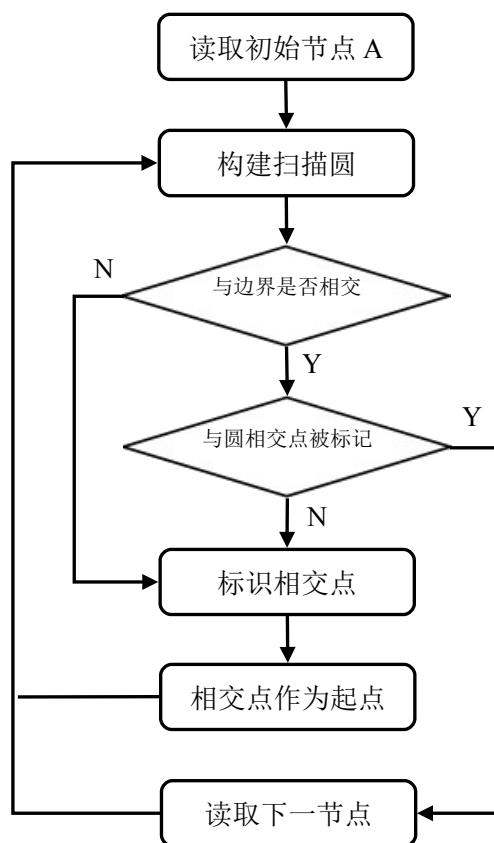 读取初始节点 A
构建扫描圆
N
与边界是否相交
Y
与圆相交点被标记
Y
N
标识相交点
相交点作为起点
读取下一节点